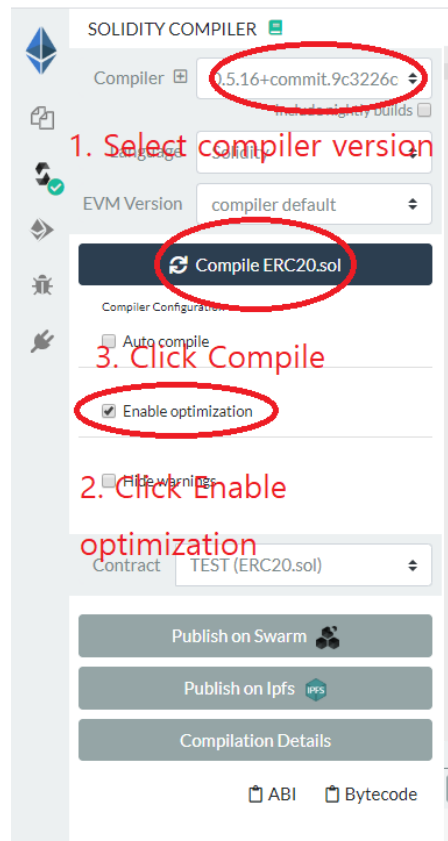 SOLIDITY COMPILER
Compiler 0.5.16+commit.9c3226c
Include nightly builds
1. Select compiler version
Language Solidity
EVM Version compiler default
Compile ERC20.sol
Compiler Configuration
Auto compile
3. Click Compile
Enable optimization
Hide warnings
2. Click Enable
optimization
Contract TEST (ERC20.sol)
Publish on Swarm
Publish on Ipfs IPFS
Compilation Details
ABI Bytecode